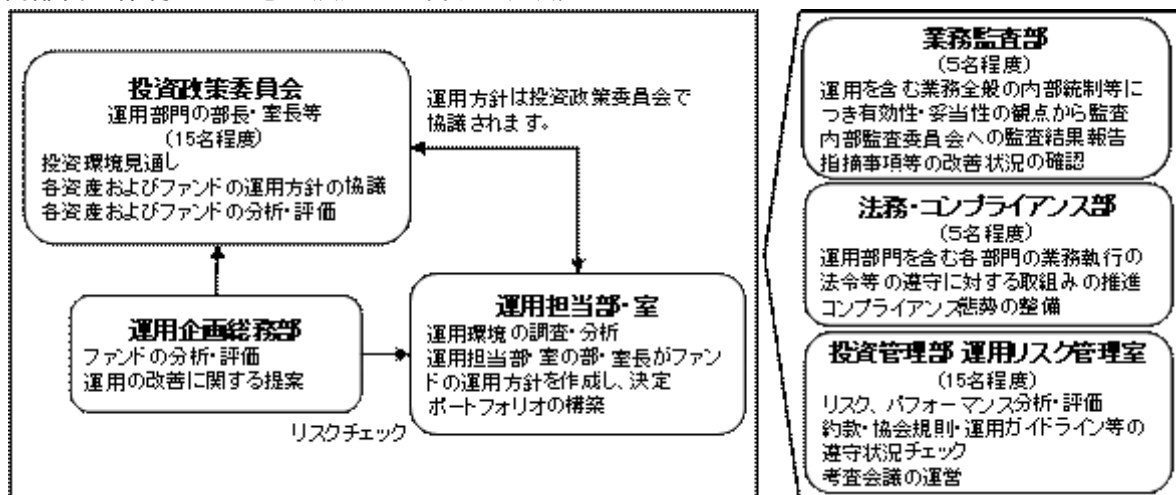 投資政策委員会
運用部門の部長・室長等
(15名程度)
投資環境見通し
各資産およびファンドの運用方針の協議
各資産およびファンドの分析・評価
運用方針は投資政策委員会で
協議されます。
運用企画総務部
ファンドの分析・評価
運用の改善に関する提案
リスクチェック
運用担当部・室
運用環境の調査・分析
運用担当部・室の部・室長がファン
ドの運用方針を作成し、決定
ポートフォリオの構築
業務監査部
(5名程度)
運用を含む業務全般の内部統制等に
つき有効性・妥当性の観点から監査
内部監査委員会への監査結果報告
指摘事項等の改善状況の確認
法務・コンプライアンス部
(5名程度)
運用部門を含む各部門の業務執行の
法令等の遵守に対する取組みの推進
コンプライアンス態勢の整備
投資管理部 運用リスク管理室
(15名程度)
リスク、パフォーマンス分析・評価
約款・協会規則・運用ガイドライン等の
遵守状況チェック
考査会議の運営